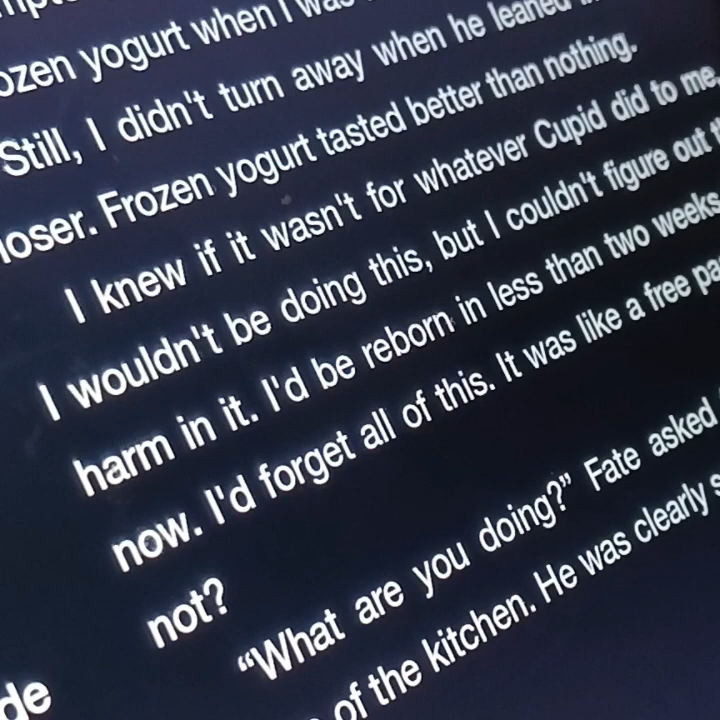 yogurt when I was
Still, I didn't turn away when he leaned
loser. Frozen yogurt tasted better than nothing.
I knew if it wasn't for whatever Cupid did to me,
I wouldn't be doing this, but I couldn't figure out
harm in it. I'd be reborn in less than two weeks
now. I'd forget all of this. It was like a free
not?
“What are you doing?” Fate asked
of the kitchen. He was clearly
de